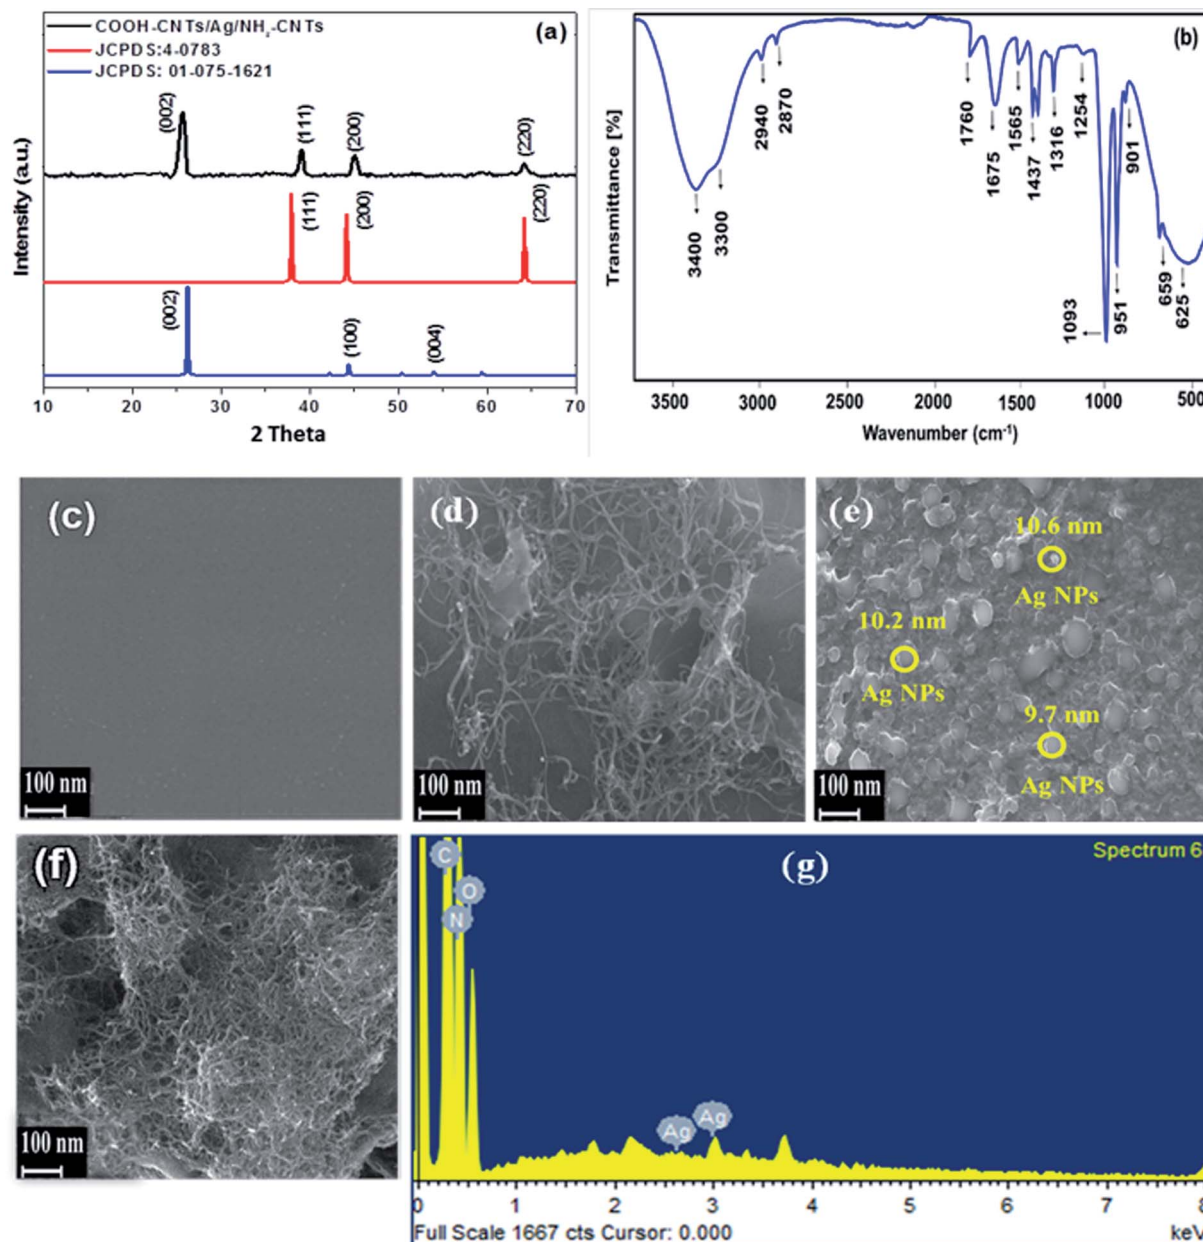 COOH-CNTs/Ag/NH₂-CNTs
JCPDS:4-0783
JCPDS: 01-075-1621
(a)
(002)
(111)
(200)
(220)
(111)
(200)
(220)
(002)
(100)
(004)
Intensity (a.u.)
10 20 30 40 50 60 70
2 Theta
(b)
Transmittance [%]
3400
3300
2940
2870
1760
1675
1565
1437
1316
1254
1093
951
901
659
625
3500 3000 2500 2000 1500 1000 500
Wavenumber (cm⁻¹)
(c)
100 nm
(d)
100 nm
(e)
10.6 nm
Ag NPs
10.2 nm
Ag NPs
9.7 nm
Ag NPs
100 nm
(f)
100 nm
(g)
Spectrum 6
C
O
N
Ag
Ag
0 1 2 3 4 5 6 7 8
Full Scale 1667 cts Cursor: 0.000
keV